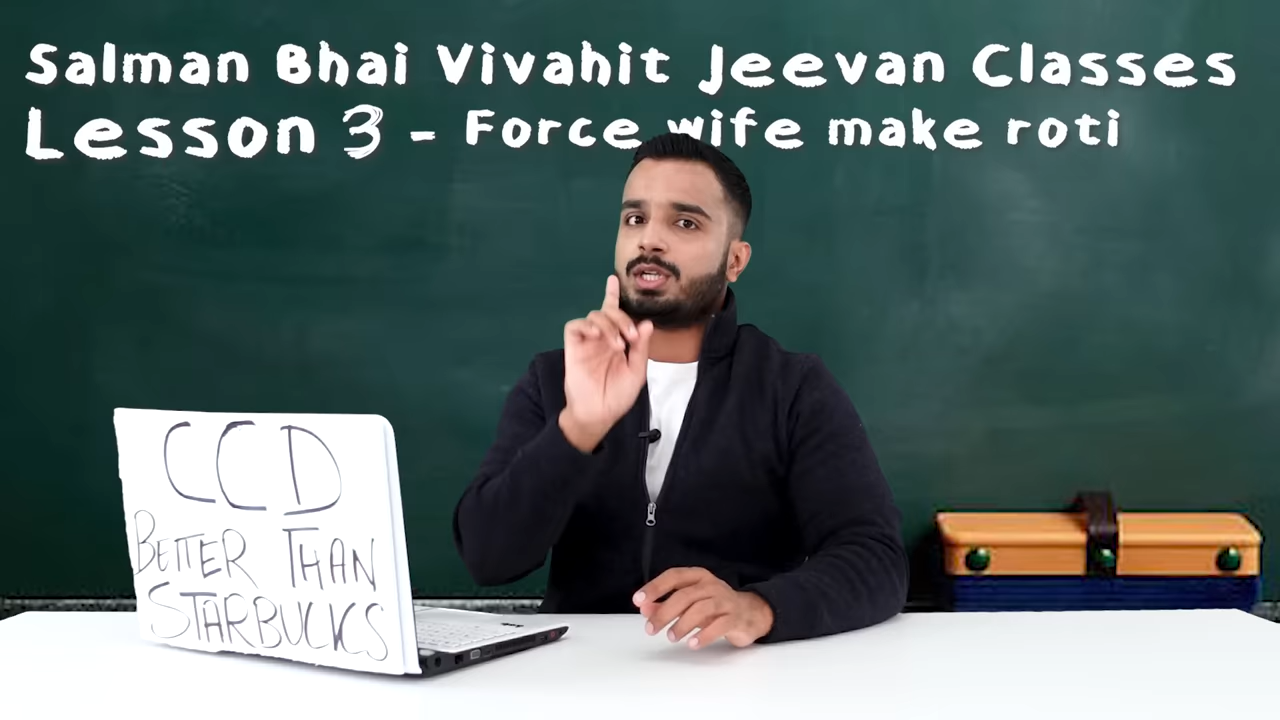 Salman Bhai Vivahit Jeevan Classes
Lesson 3 - Force wife make roti
CCD
BETTER THAN
STARBUCKS